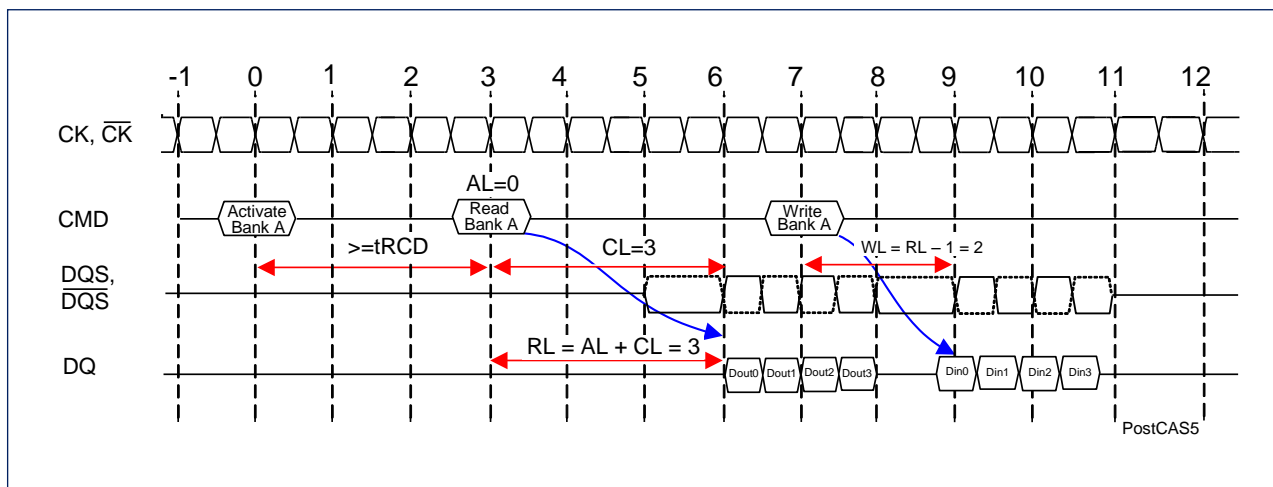 -1 0 1 2 3 4 5 6 7 8 9 10 11 12
CK, CK
AL=0
CMD
Activate
Bank A
Read
Bank A
Write
Bank A
>=tRCD
CL=3
WL = RL – 1 = 2
DQS,
DQS
RL = AL + CL = 3
DQ
Dout0 Dout1 Dout2 Dout3 Din0 Din1 Din2 Din3
PostCAS5